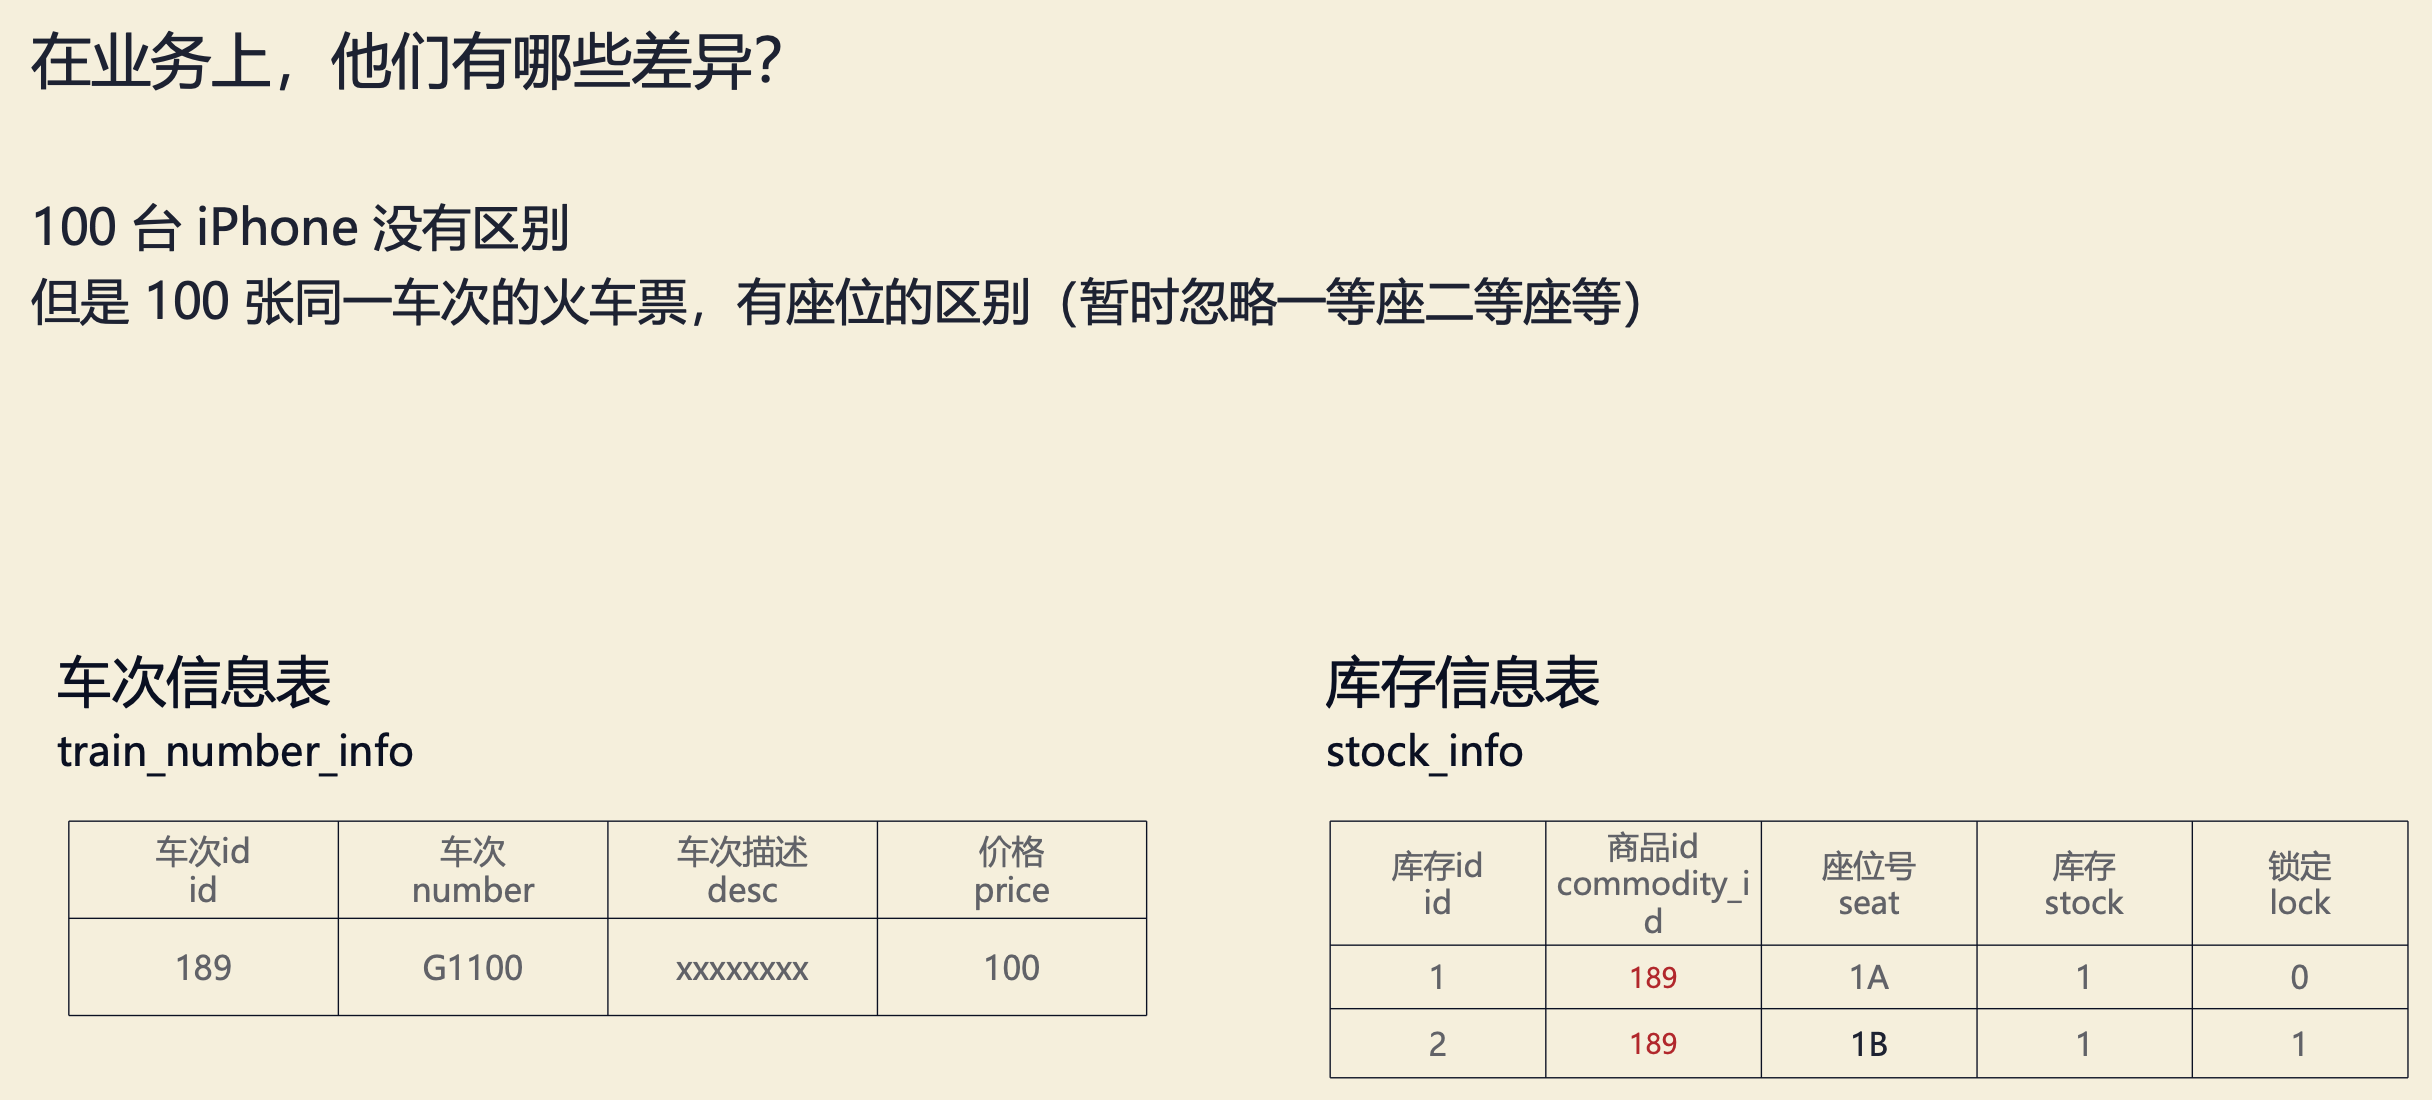 在业务上，他们有哪些差异？
100 台 iPhone 没有区别
但是 100 张同一车次的火车票，有座位的区别（暂时忽略一等座二等座等）
车次信息表
train_number_info
车次id 车次 车次描述 价格
id number desc price
189 G1100 xxxxxxxx 100
库存信息表
stock_info
库存id 商品id 座位号 库存 锁定
id commodity_i seat stock lock
d
1 189 1A 1 0
2 189 1B 1 1